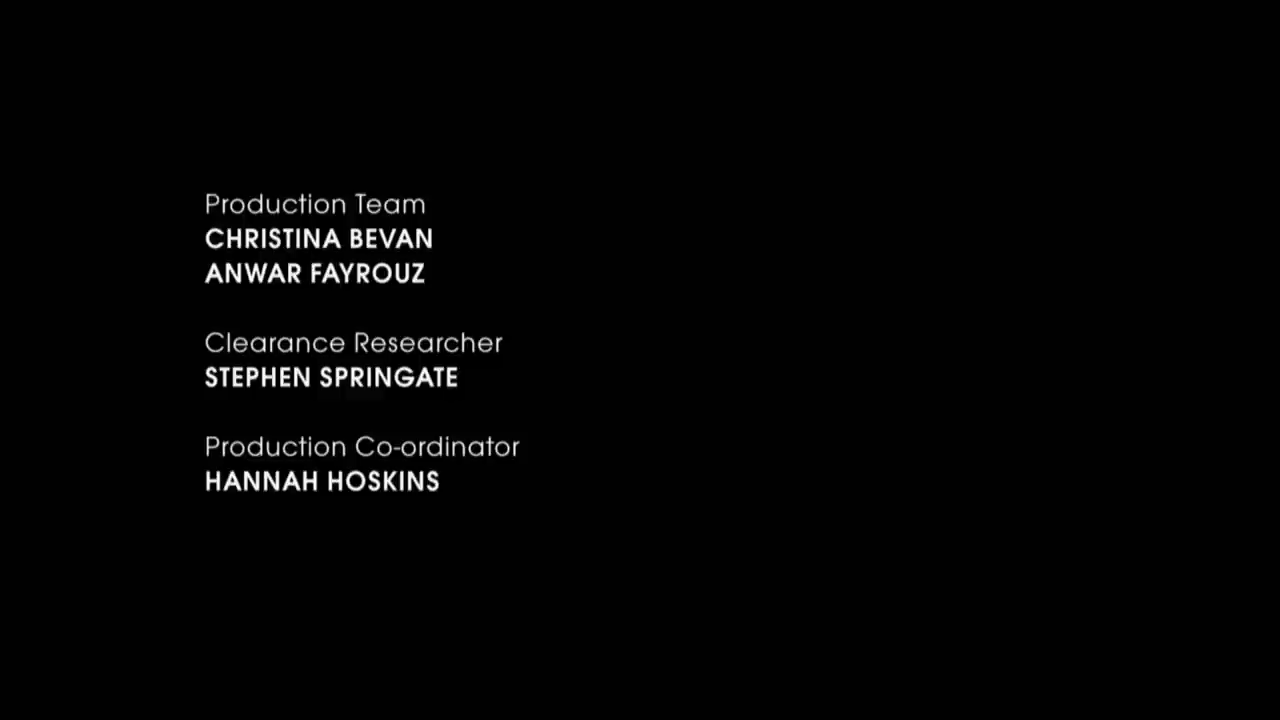 Production Team
CHRISTINA BEVAN
ANWAR FAYROUZ
Clearance Researcher
STEPHEN SPRINGATE
Production Co-ordinator
HANNAH HOSKINS